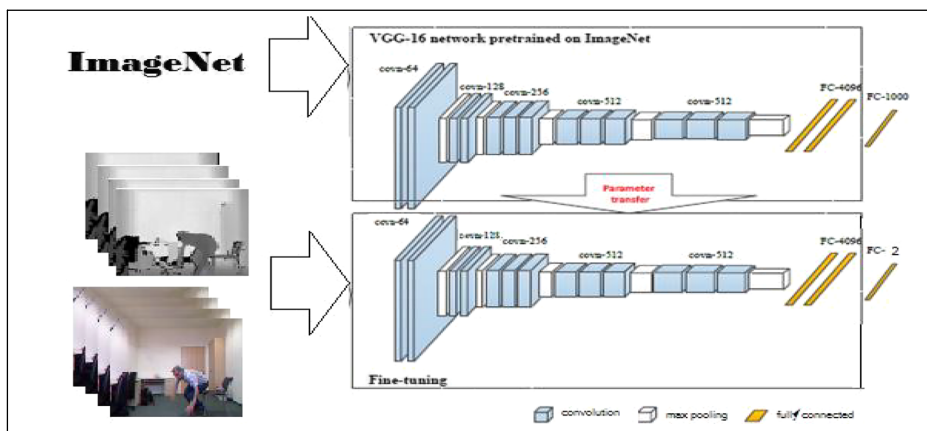 ImageNet
VGG-16 network pretrained on ImageNet
covn-64
covn-128
covn-256
covn-512
covn-512
FC-4096
FC-1000
Parameter
transfer
covn-64
covn-128
covn-256
covn-512
covn-512
FC-4096
FC- 2
Fine-tuning
convolution
max pooling
fully connected